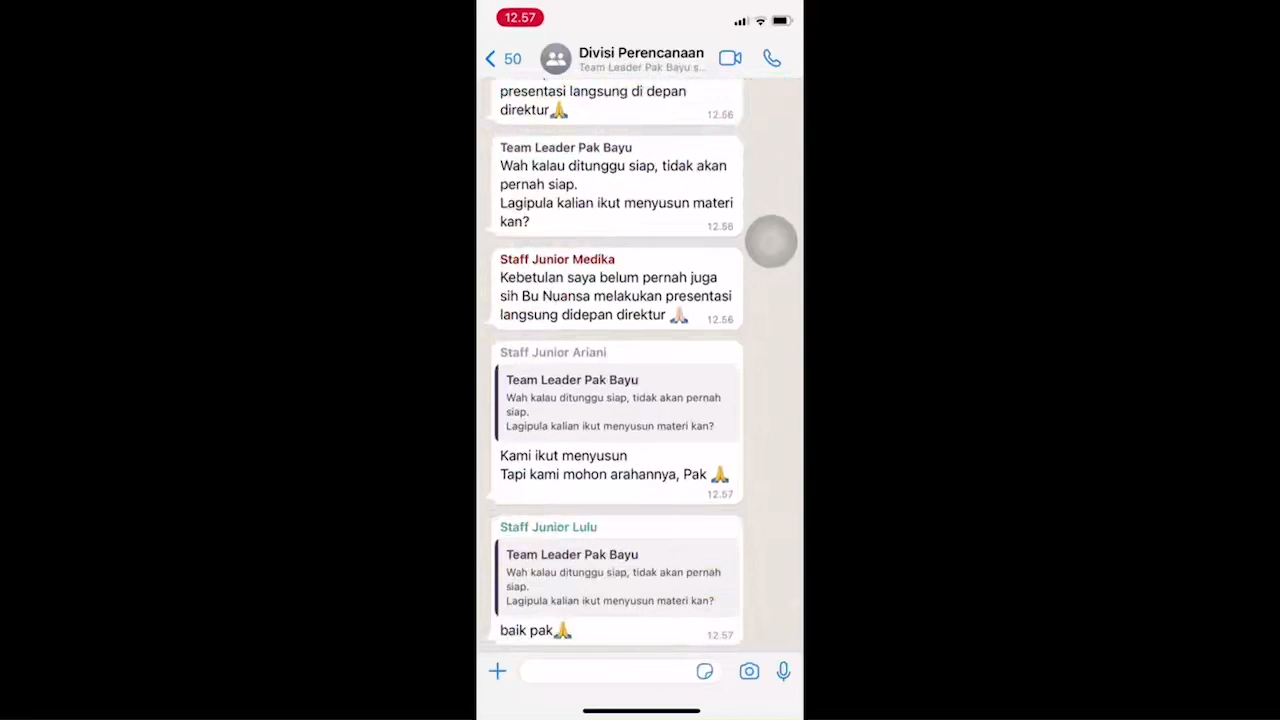 12.57
50
Divisi Perencanaan
Team Leader Pak Bayu s...
presentasi langsung di depan
direktur🙏
12.56
Team Leader Pak Bayu
Wah kalau ditunggu siap, tidak akan
pernah siap.
Lagipula kalian ikut menyusun materi
kan?
12.56
Staff Junior Medika
Kebetulan saya belum pernah juga
sih Bu Nuansa melakukan presentasi
langsung didepan direktur 🙏🏻
12.56
Staff Junior Ariani
Team Leader Pak Bayu
Wah kalau ditunggu siap, tidak akan pernah
siap.
Lagipula kalian ikut menyusun materi kan?
Kami ikut menyusun
Tapi kami mohon arahannya, Pak 🙏
12.57
Staff Junior Lulu
Team Leader Pak Bayu
Wah kalau ditunggu siap, tidak akan pernah
siap.
Lagipula kalian ikut menyusun materi kan?
baik pak🙏
12.57